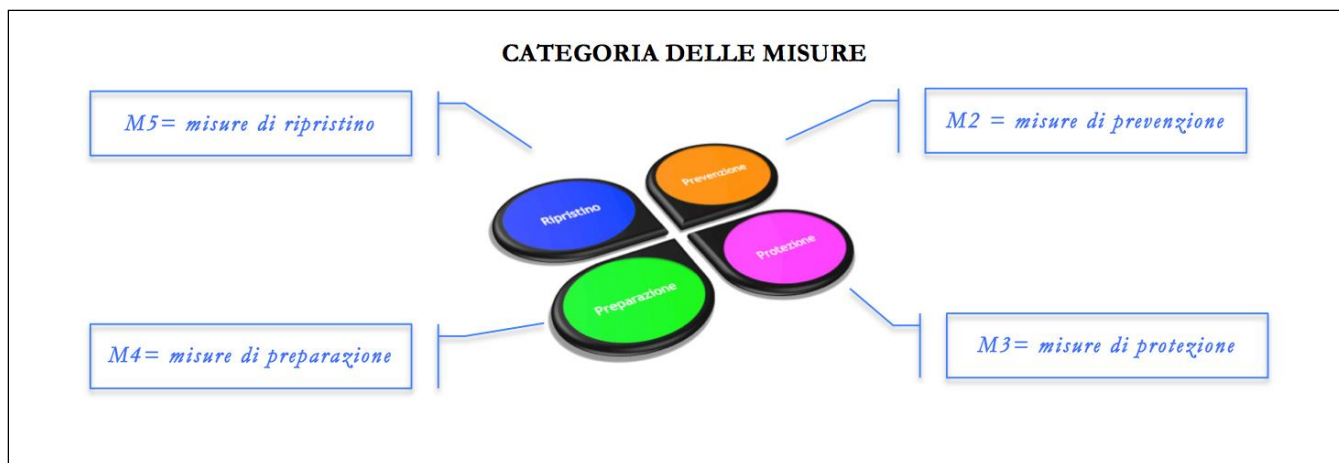 CATEGORIA DELLE MISURE
M5= misure di ripristino
M2 = misure di prevenzione
Prevenzione
Ripristino
Protezione
Preparazione
M4= misure di preparazione
M3= misure di protezione